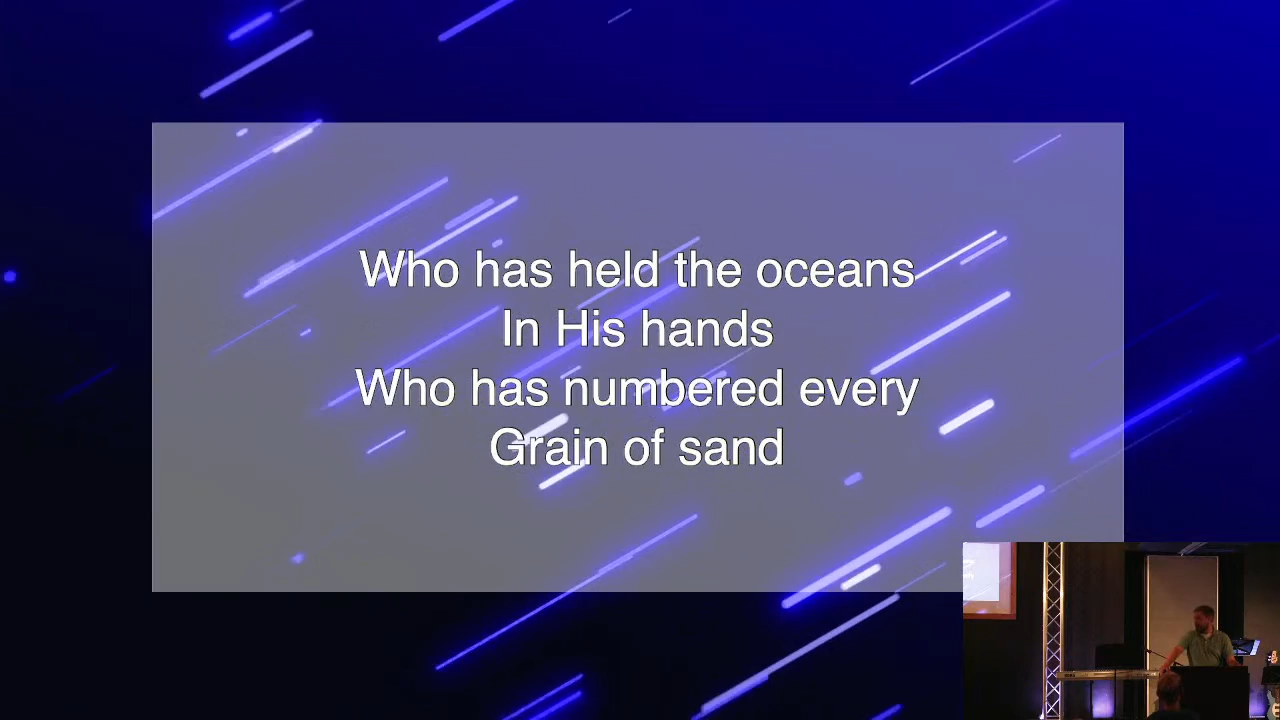 Who has held the oceans
In His hands
Who has numbered every
Grain of sand